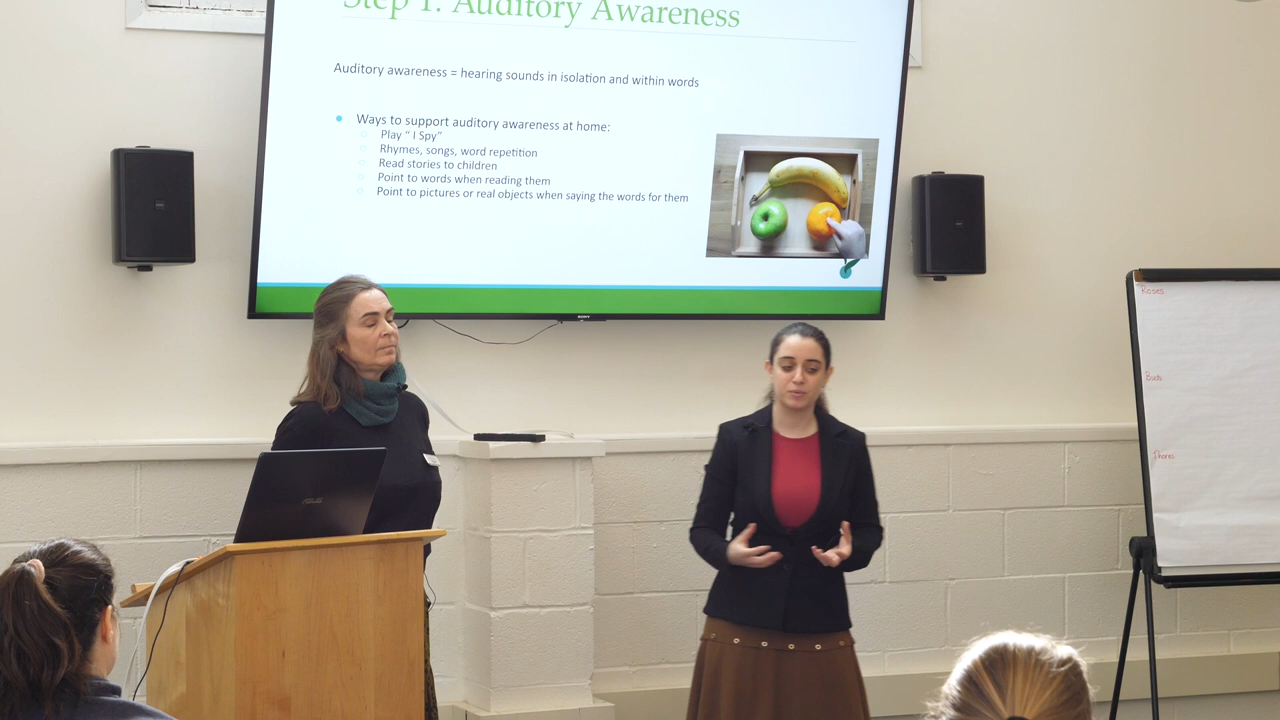 Step 1: Auditory Awareness
Auditory awareness = hearing sounds in isolation and within words
Ways to support auditory awareness at home:
Play “ I Spy”
Rhymes, songs, word repetition
Read stories to children
Point to words when reading them
Point to pictures or real objects when saying the words for them
SONY
ASUS
Roses
Buds
Thorns